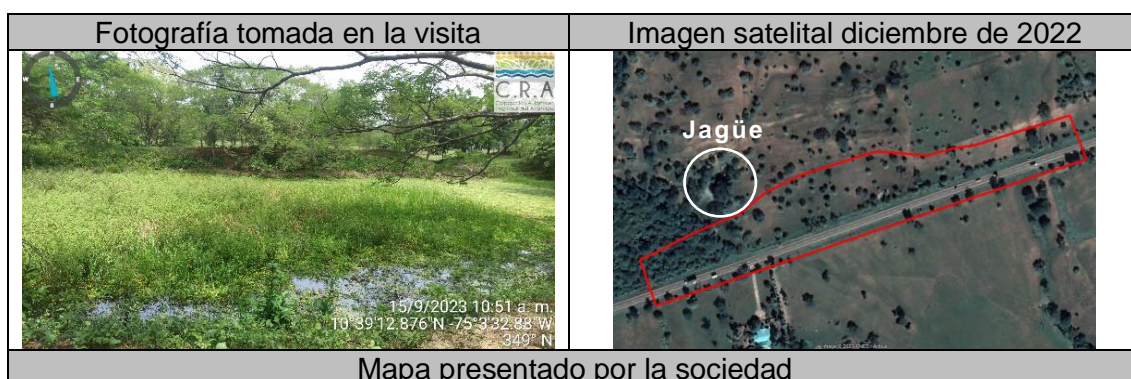 Fotografía tomada en la visita
Imagen satelital diciembre de 2022
C.R.A
Jagüe
15/9/2023 10:51 a. m.
10°39'12.876"N -75°3'32.88"W
349° N
Mapa presentado por la sociedad